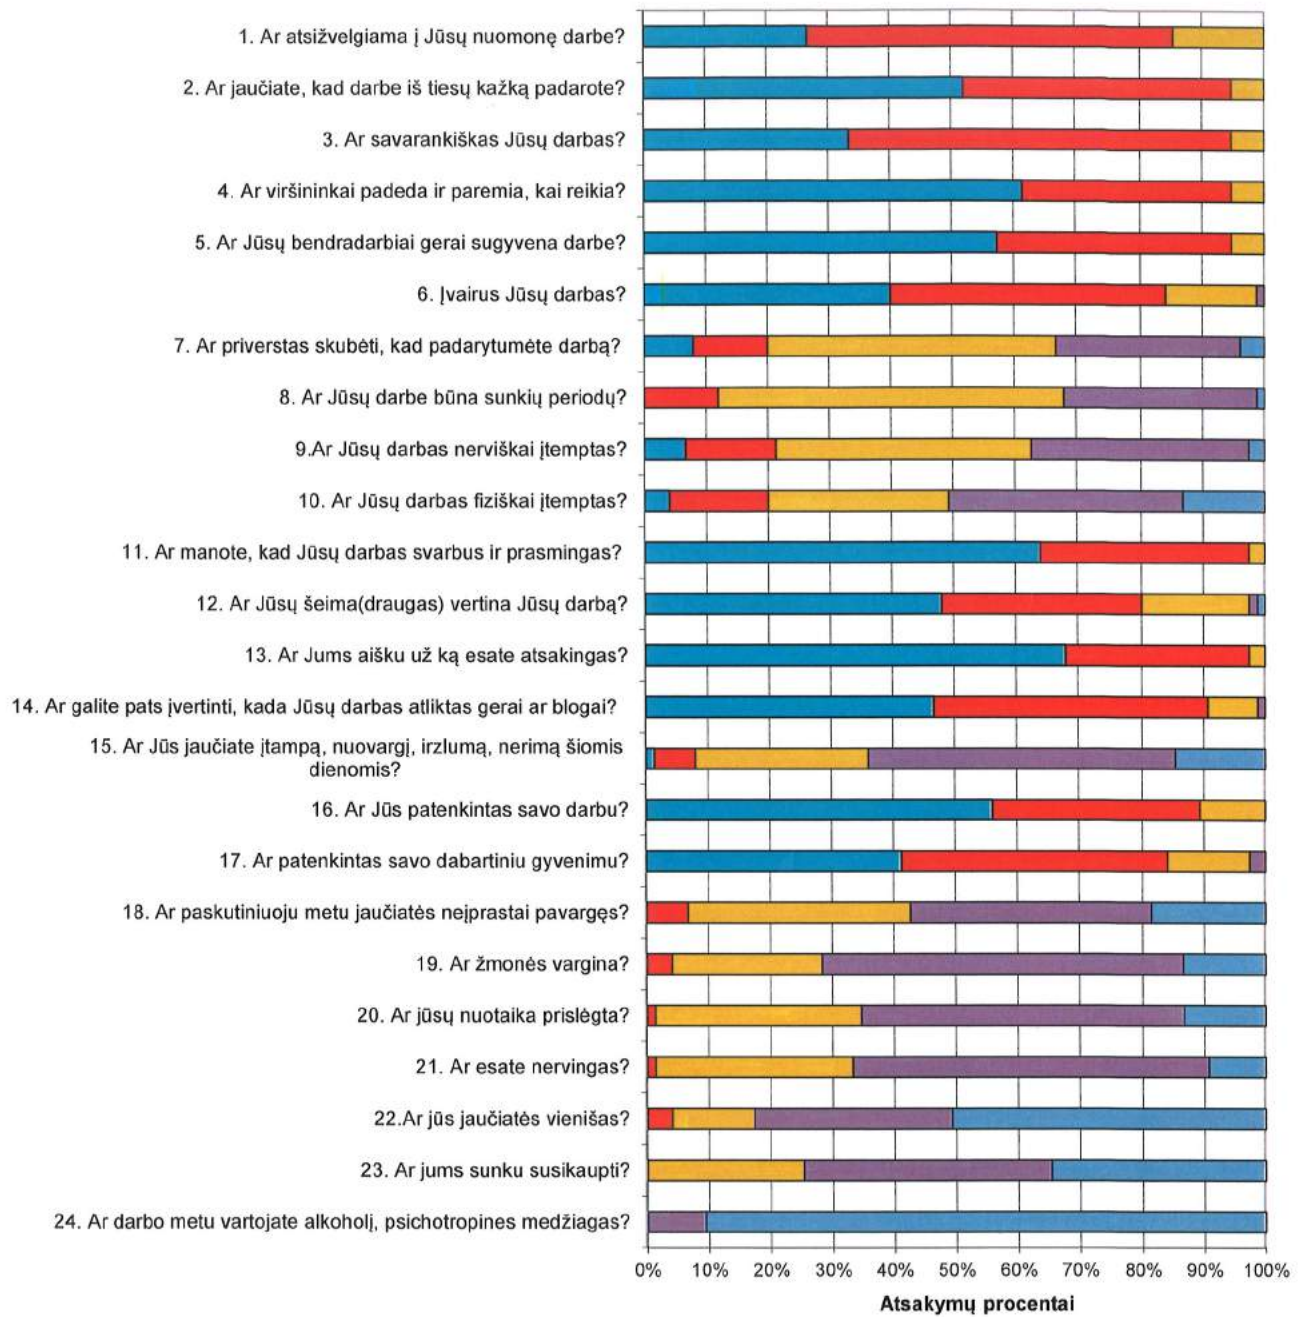 1. Ar atsižvelgiama į Jūsų nuomonę darbe?
2. Ar jaučiate, kad darbe iš tiesų kažką padarote?
3. Ar savarankiškas Jūsų darbas?
4. Ar viršininkai padeda ir paremia, kai reikia?
5. Ar Jūsų bendradarbiai gerai sugyvena darbe?
6. Įvairus Jūsų darbas?
7. Ar priverstas skubėti, kad padarytumėte darbą?
8. Ar Jūsų darbe būna sunkių periodų?
9.Ar Jūsų darbas nerviškai įtemptas?
10. Ar Jūsų darbas fiziškai įtemptas?
11. Ar manote, kad Jūsų darbas svarbus ir prasmingas?
12. Ar Jūsų šeima(draugas) vertina Jūsų darbą?
13. Ar Jums aišku už ką esate atsakingas?
14. Ar galite pats įvertinti, kada Jūsų darbas atliktas gerai ar blogai?
15. Ar Jūs jaučiate įtampą, nuovargį, irzlumą, nerimą šiomis
dienomis?
16. Ar Jūs patenkintas savo darbu?
17. Ar patenkintas savo dabartiniu gyvenimu?
18. Ar paskutiniuoju metu jaučiatės neįprastai pavargęs?
19. Ar žmonės vargina?
20. Ar jūsų nuotaika prislėgta?
21. Ar esate nervingas?
22.Ar jūs jaučiatės vienišas?
23. Ar jums sunku susikaupti?
24. Ar darbo metu vartojate alkoholį, psichotropines medžiagas?
0% 10% 20% 30% 40% 50% 60% 70% 80% 90% 100%
Atsakymų procentai